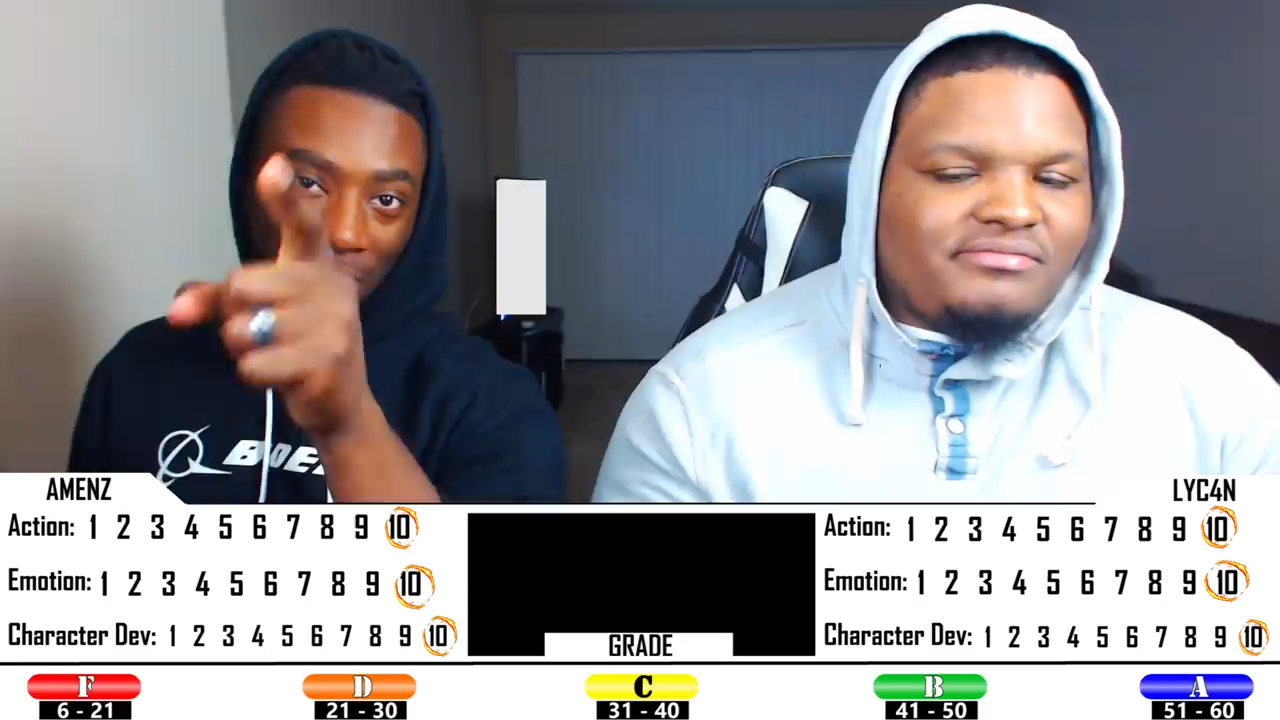 BOEI
AMENZ
Action: 1 2 3 4 5 6 7 8 9 10
Emotion: 1 2 3 4 5 6 7 8 9 10
Character Dev: 1 2 3 4 5 6 7 8 9 10
GRADE
LYC4N
Action: 1 2 3 4 5 6 7 8 9 10
Emotion: 1 2 3 4 5 6 7 8 9 10
Character Dev: 1 2 3 4 5 6 7 8 9 10
F
6 - 21
D
21 - 30
C
31 - 40
B
41 - 50
A
51 - 60